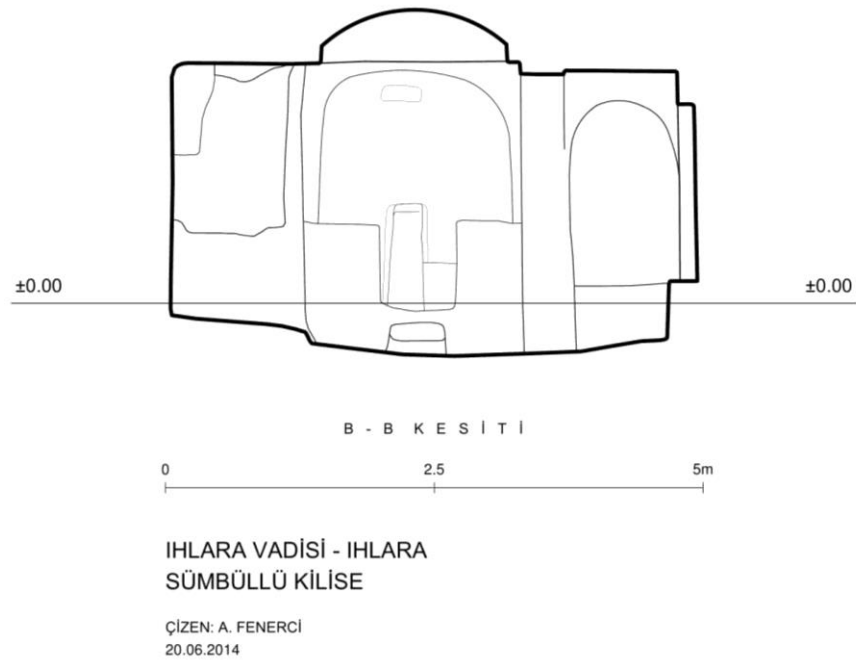 ±0.00 ±0.00
B - B K E S İ T İ
0 2.5 5m
IHLARA VADİSİ - IHLARA
SÜMBÜLLÜ KİLİSE
ÇİZEN: A. FENERCİ
20.06.2014